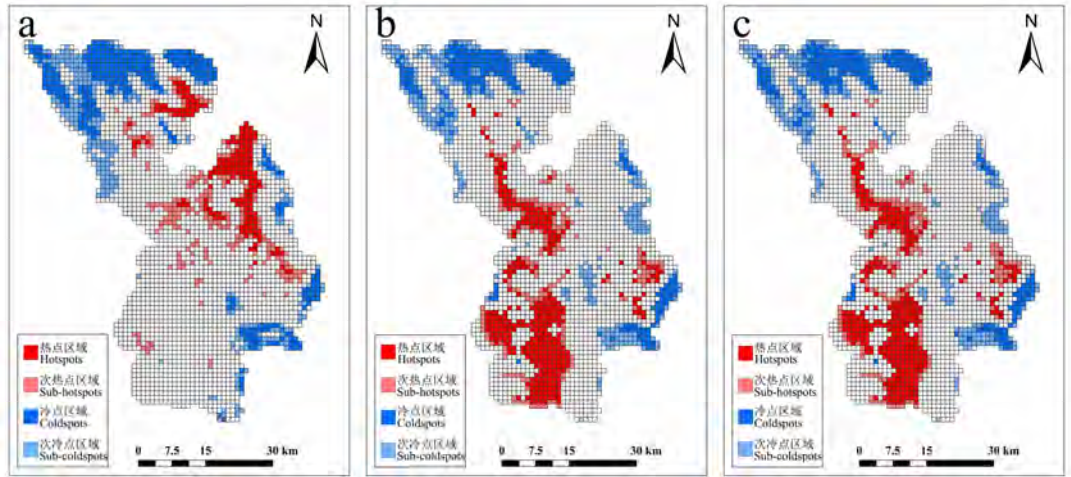 a
N
热点区域
Hotspots
次热点区域
Sub-hotspots
冷点区域
Coldspots
次冷点区域
Sub-coldspots
0 7.5 15 30 km
b
N
热点区域
Hotspots
次热点区域
Sub-hotspots
冷点区域
Coldspots
次冷点区域
Sub-coldspots
0 7.5 15 30 km
c
N
热点区域
Hotspots
次热点区域
Sub-hotspots
冷点区域
Coldspots
次冷点区域
Sub-coldspots
0 7.5 15 30 km